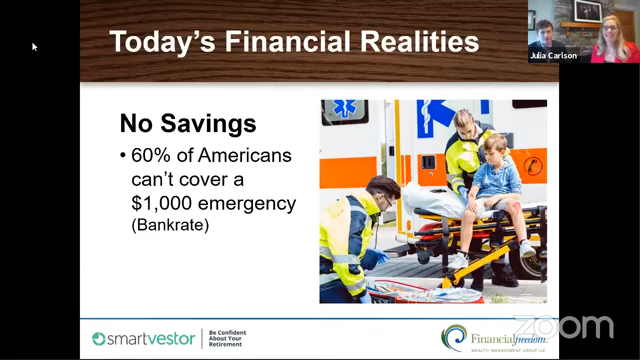 Today's Financial Realities
Julia Carlson
No Savings
• 60% of Americans
can't cover a
$1,000 emergency
(Bankrate)
smartvestor
Be Confident
About Your
Retirement
Financial freedom
WEALTH MANAGEMENT GROUP LLC
zoom